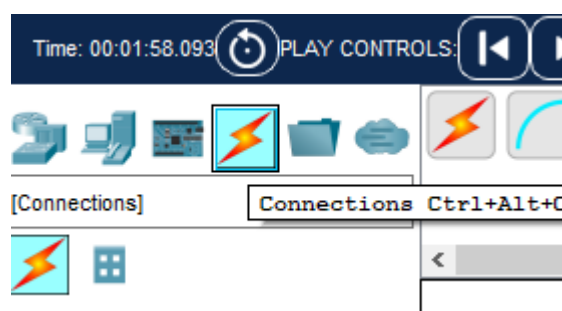 Time: 00:01:58.093 PLAY CONTROLS:
[Connections]
Connections Ctrl+Alt+O